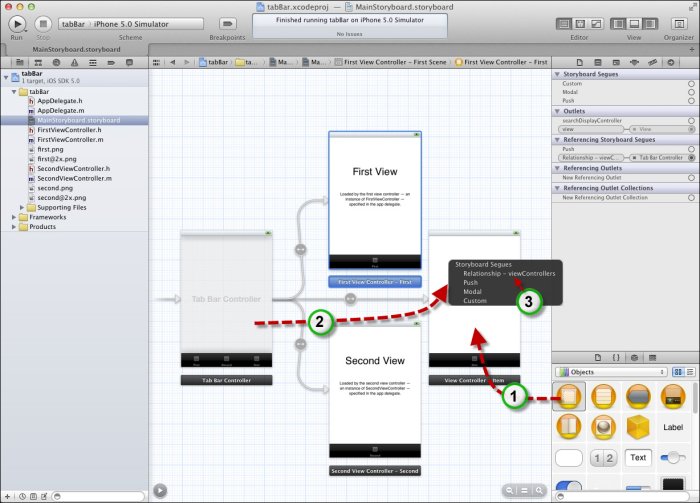 tabBar.xcodeproj — MainStoryboard.storyboard
Run
Stop
tabBar
iPhone 5.0 Simulator
Scheme
Breakpoints
Finished running tabBar on iPhone 5.0 Simulator
No Issues
Editor
View
Organizer
MainStoryboard.storyboard
tabBar
1 target, iOS SDK 5.0
tabBar
AppDelegate.h
AppDelegate.m
MainStoryboard.storyboard
FirstViewController.h
FirstViewController.m
first.png
first@2x.png
SecondViewController.h
SecondViewController.m
second.png
second@2x.png
Supporting Files
Frameworks
Products
tabBar
ta...
Ma...
Ma...
First View Controller – First Scene
First View Controller – First
First View
Loaded by the first view controller — an
instance of FirstViewController —
specified in the app delegate.
First
First View Controller – First
Tab Bar Controller
Tab Bar Controller
Second View
Loaded by the second view controller —
an instance of SecondViewController —
specified in the app delegate.
Second View Controller – Second
Storyboard Segues
Relationship - viewControllers
Push
Modal
Custom
View Controller – Item
1
2
3
Storyboard Segues
Custom
Modal
Push
Outlets
searchDisplayController
view
View
Referencing Storyboard Segues
Push
Relationship - viewC...
Tab Bar Controller
Referencing Outlets
New Referencing Outlet
Referencing Outlet Collections
New Referencing Outlet Collection
Objects
Label
1 2
Text